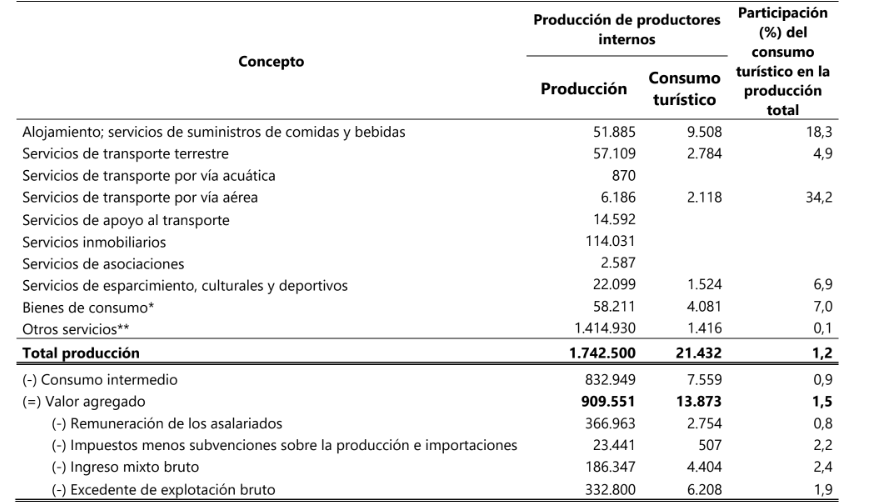 Concepto
Producción de productores
internos
Participación
(%) del
consumo
turístico en la
producción
total
Producción
Consumo
turístico
Alojamiento; servicios de suministros de comidas y bebidas 51.885 9.508 18,3
Servicios de transporte terrestre 57.109 2.784 4,9
Servicios de transporte por vía acuática 870
Servicios de transporte por vía aérea 6.186 2.118 34,2
Servicios de apoyo al transporte 14.592
Servicios inmobiliarios 114.031
Servicios de asociaciones 2.587
Servicios de esparcimiento, culturales y deportivos 22.099 1.524 6,9
Bienes de consumo* 58.211 4.081 7,0
Otros servicios** 1.414.930 1.416 0,1
Total producción 1.742.500 21.432 1,2
(-) Consumo intermedio 832.949 7.559 0,9
(=) Valor agregado 909.551 13.873 1,5
(-) Remuneración de los asalariados 366.963 2.754 0,8
(-) Impuestos menos subvenciones sobre la producción e importaciones 23.441 507 2,2
(-) Ingreso mixto bruto 186.347 4.404 2,4
(-) Excedente de explotación bruto 332.800 6.208 1,9